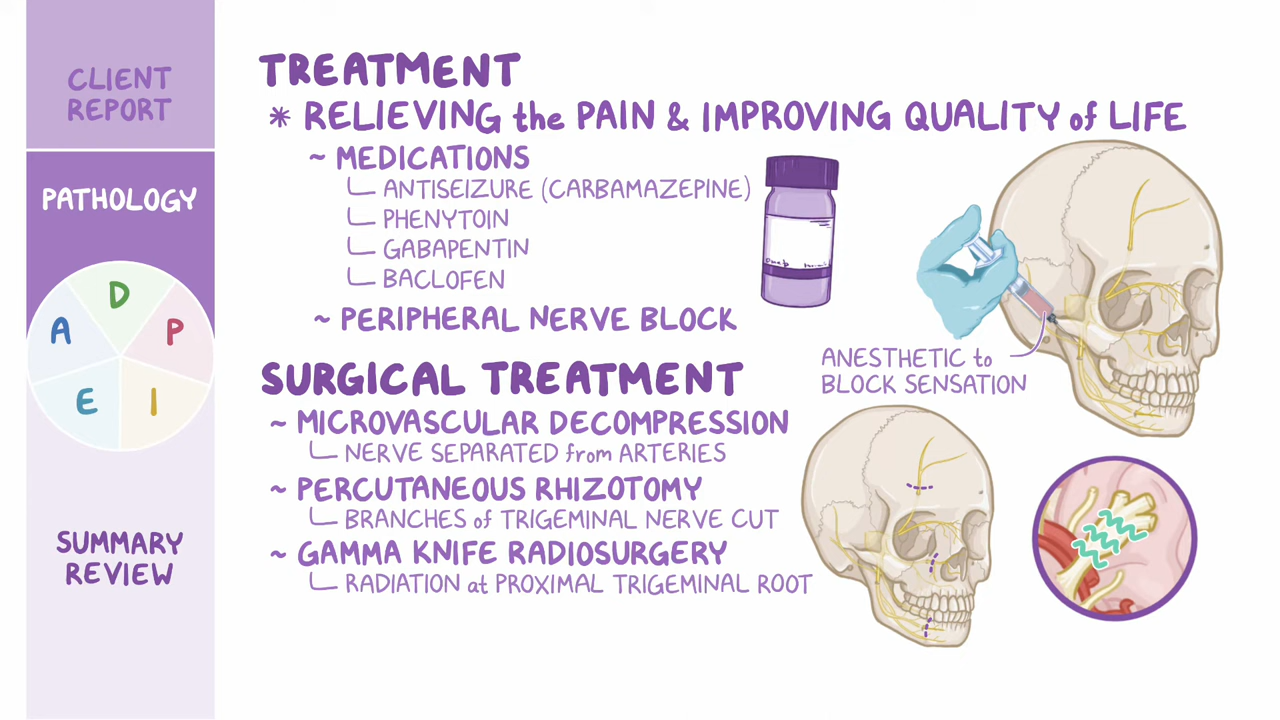 CLIENT
REPORT
PATHOLOGY
D
A
P
E
I
SUMMARY
REVIEW
TREATMENT
* RELIEVING the PAIN & IMPROVING QUALITY of LIFE
~ MEDICATIONS
ANTISEIZURE (CARBAMAZEPINE)
PHENYTOIN
GABAPENTIN
BACLOFEN
~ PERIPHERAL NERVE BLOCK
ANESTHETIC to
BLOCK SENSATION
SURGICAL TREATMENT
~ MICROVASCULAR DECOMPRESSION
NERVE SEPARATED from ARTERIES
~ PERCUTANEOUS RHIZOTOMY
BRANCHES of TRIGEMINAL NERVE CUT
~ GAMMA KNIFE RADIOSURGERY
RADIATION at PROXIMAL TRIGEMINAL ROOT